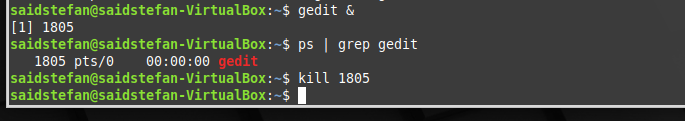 saidstefan@saidstefan-VirtualBox:~$ gedit &
[1] 1805
saidstefan@saidstefan-VirtualBox:~$ ps | grep gedit
   1805 pts/0    00:00:00 gedit
saidstefan@saidstefan-VirtualBox:~$ kill 1805
saidstefan@saidstefan-VirtualBox:~$